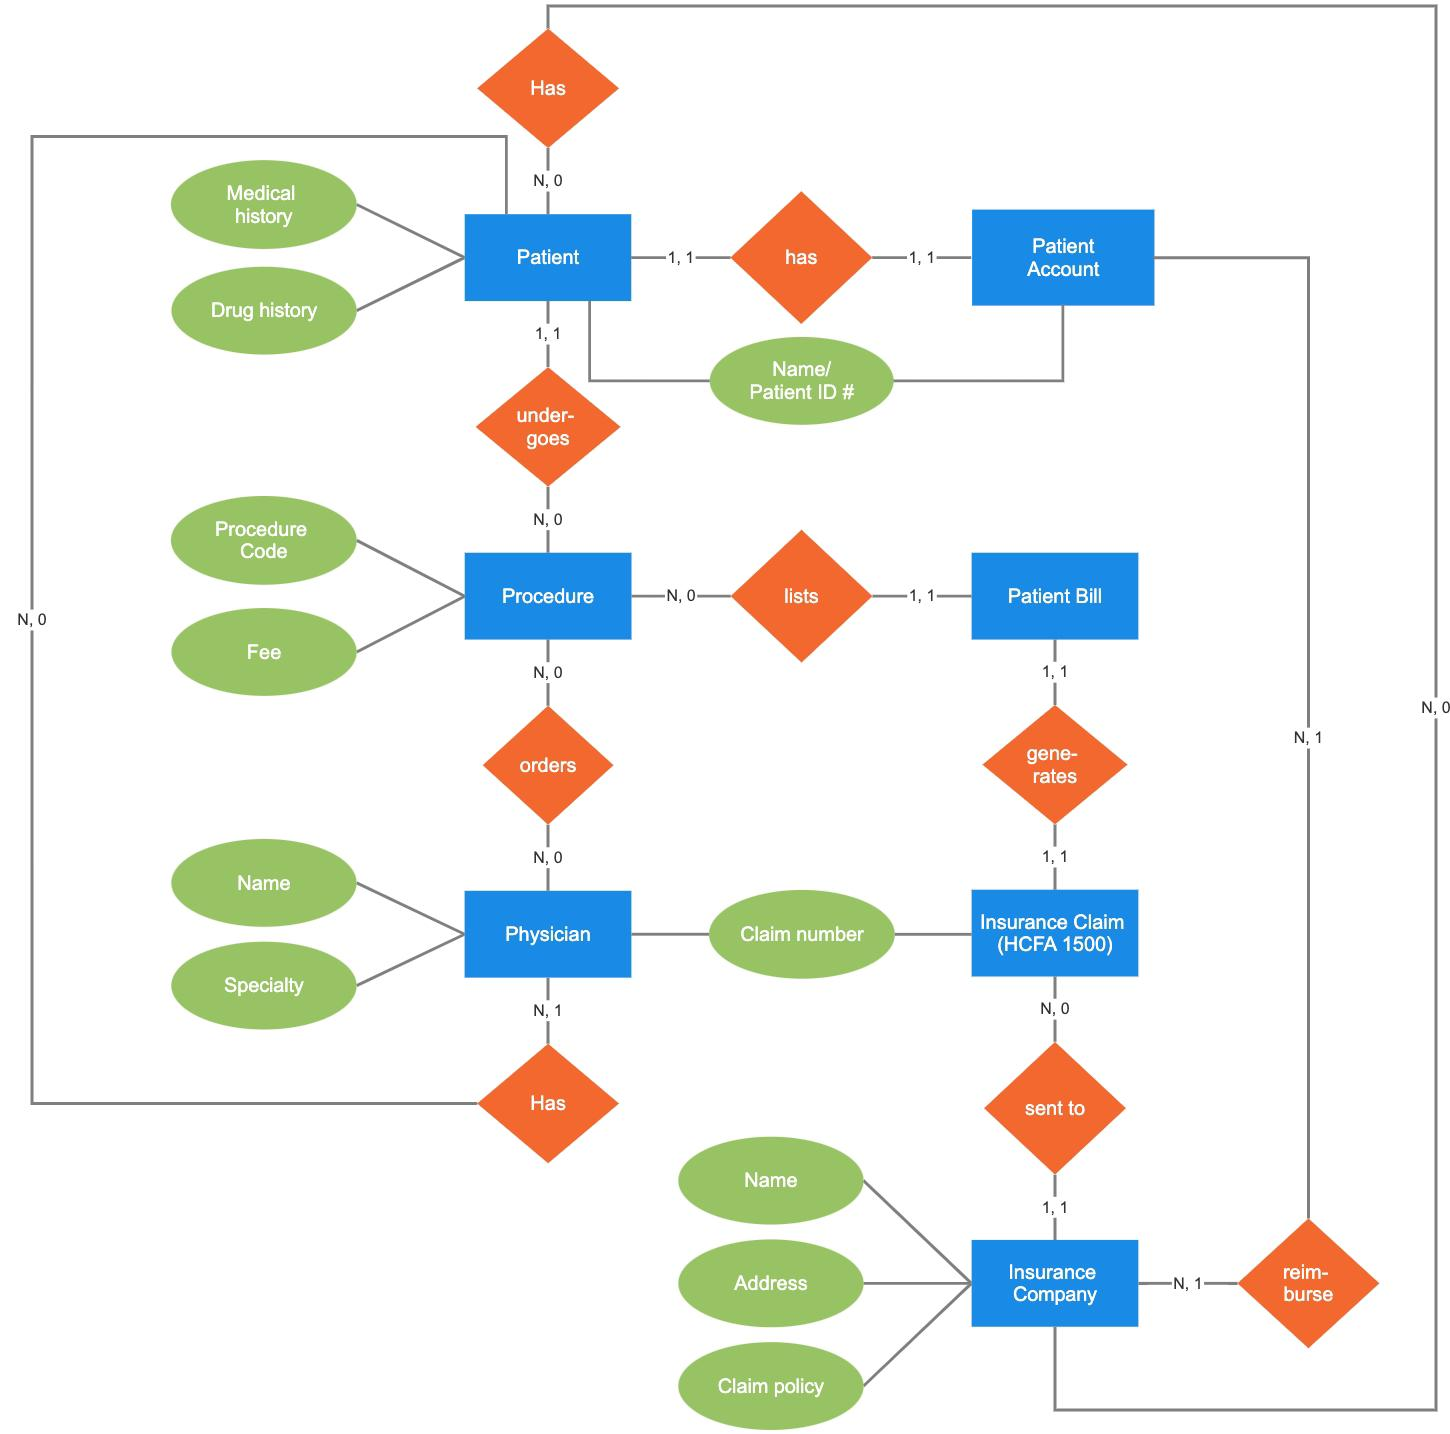 Has
N, 0
Medical
history
Drug history
Patient
1, 1
has
1, 1
Patient
Account
1, 1
Name/
Patient ID #
under-
goes
N, 0
Procedure
Code
Fee
Procedure
N, 0
lists
1, 1
Patient Bill
N, 0
N, 0
1, 1
N, 0
N, 1
orders
gene-
rates
N, 0
1, 1
Name
Specialty
Physician
Claim number
Insurance Claim
(HCFA 1500)
N, 1
N, 0
Has
sent to
1, 1
Name
Address
Claim policy
Insurance
Company
N, 1
reim-
burse